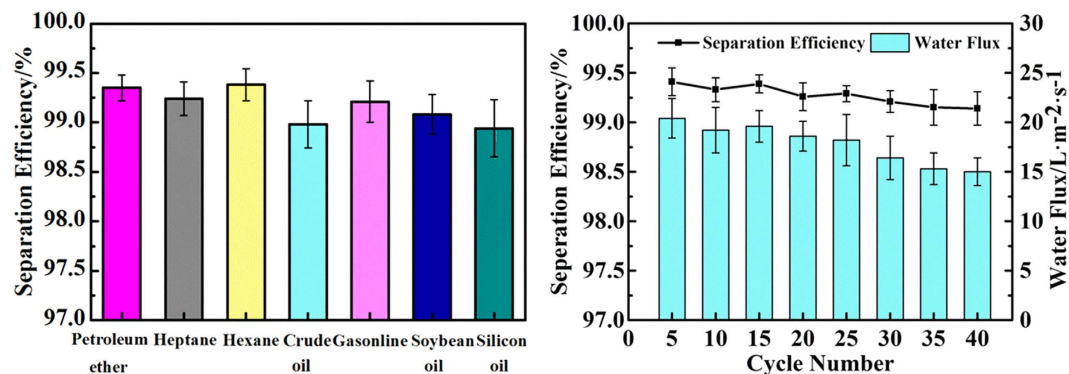 100.0
99.5
99.0
98.5
98.0
97.5
97.0
Separation Efficiency/%
Petroleum ether
Heptane
Hexane
Crude oil
Gasonline
Soybean oil
Silicon oil
100.0
99.5
99.0
98.5
98.0
97.5
97.0
Seperation Efficiency/%
Separation Efficiency
Water Flux
0 5 10 15 20 25 30 35 40
Cycle Number
30
25
20
15
10
5
0
Water Flux/L·m⁻²·s⁻¹